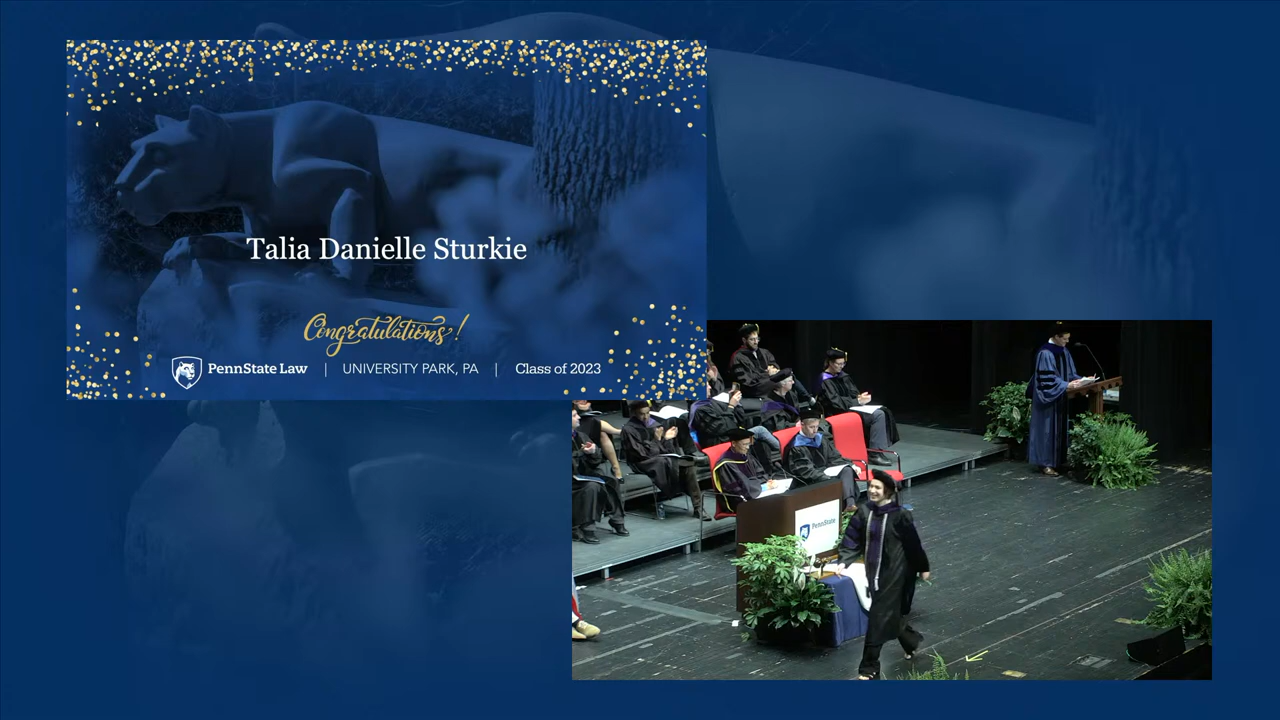 Talia Danielle Sturkie
Congratulations!
PennState Law | UNIVERSITY PARK, PA | Class of 2023
PennState